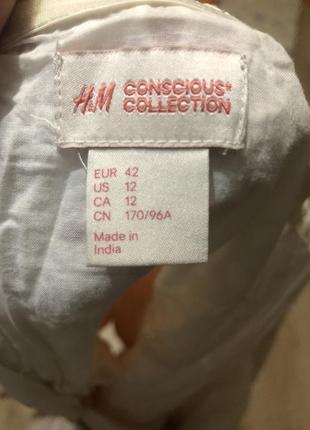 H&M CONSCIOUS*
COLLECTION
EUR 42
US 12
CA 12
CN 170/96A
Made in
India